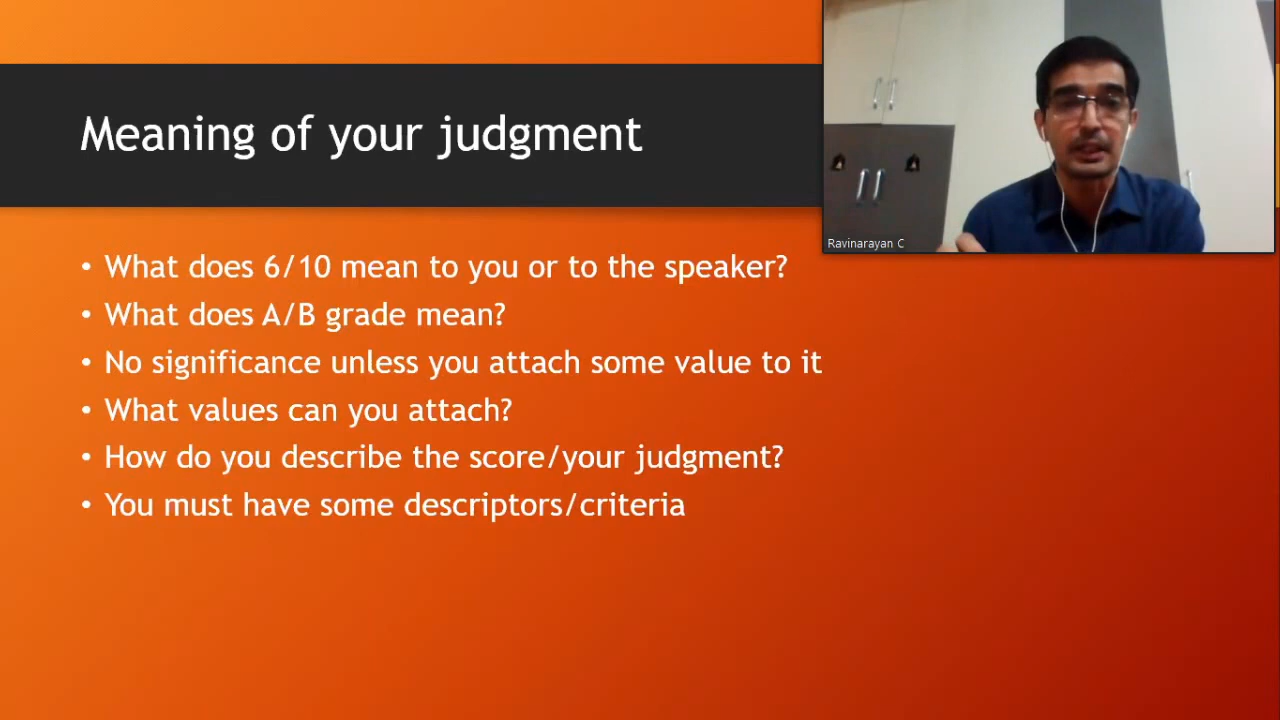 Meaning of your judgment
Ravinarayan C
• What does 6/10 mean to you or to the speaker?
• What does A/B grade mean?
• No significance unless you attach some value to it
• What values can you attach?
• How do you describe the score/your judgment?
• You must have some descriptors/criteria